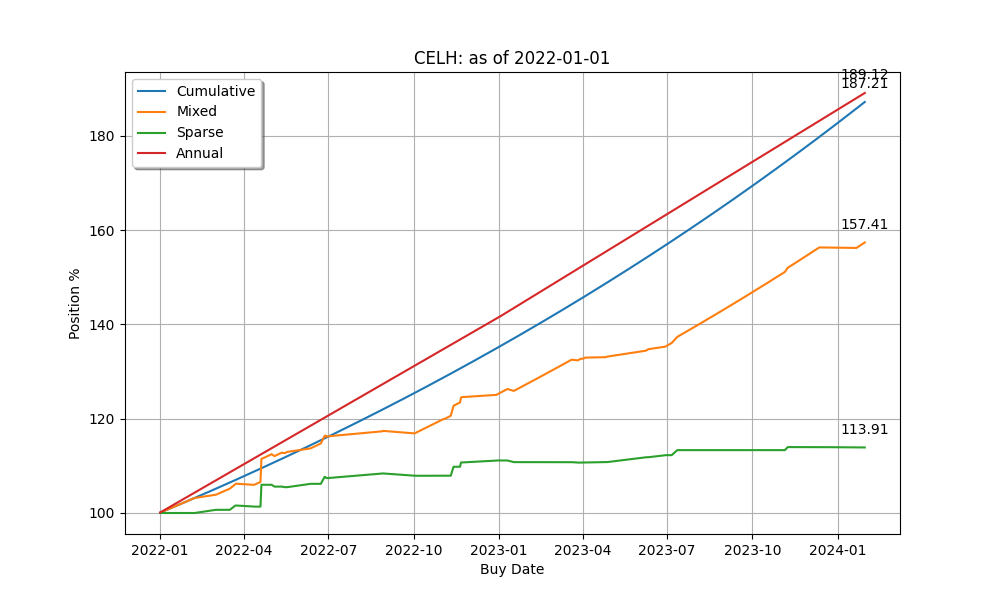 CELH: as of 2022-01-01
189.12
187.21
Cumulative
Mixed
Sparse
Annual
180
160
157.41
140
120
113.91
100
Position %
2022-01 2022-04 2022-07 2022-10 2023-01 2023-04 2023-07 2023-10 2024-01
Buy Date